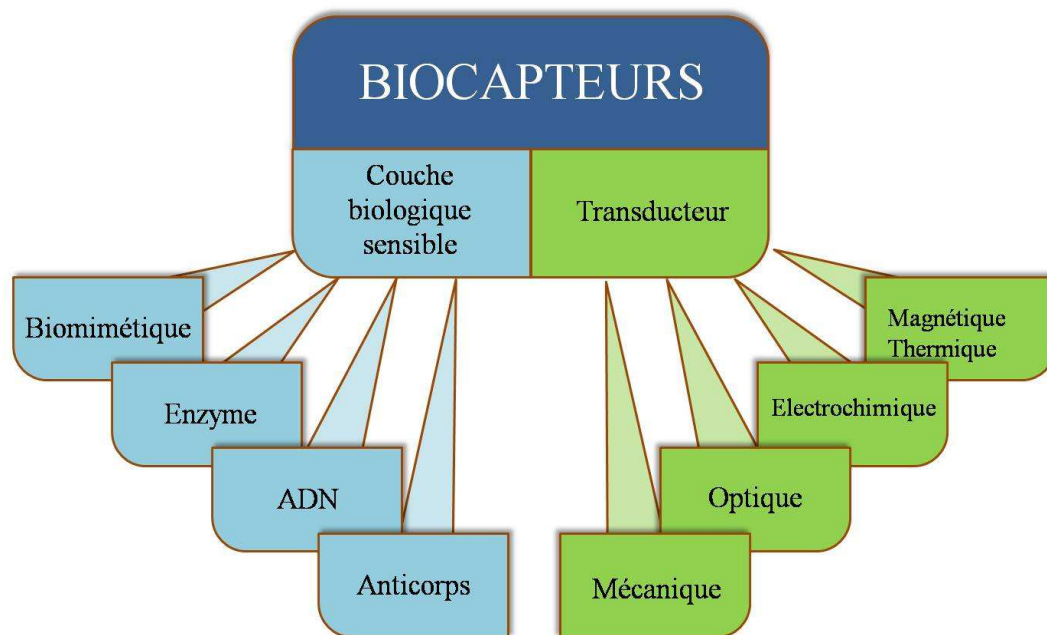 BIOCAPTEURS
Couche
biologique
sensible
Transducteur
Biomimétique
Enzyme
ADN
Anticorps
Magnétique
Thermique
Electrochimique
Optique
Mécanique